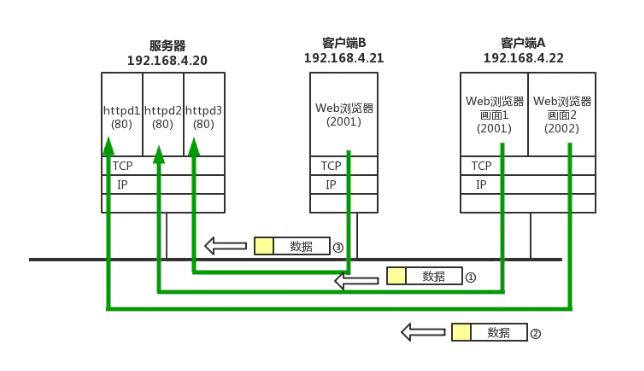 服务器
192.168.4.20
客户端B
192.168.4.21
客户端A
192.168.4.22
httpd1
(80)
httpd2
(80)
httpd3
(80)
Web浏览器
(2001)
Web浏览器
画面1
(2001)
Web浏览器
画面2
(2002)
TCP
IP
TCP
IP
TCP
IP
数据 ③
数据 ①
数据 ②